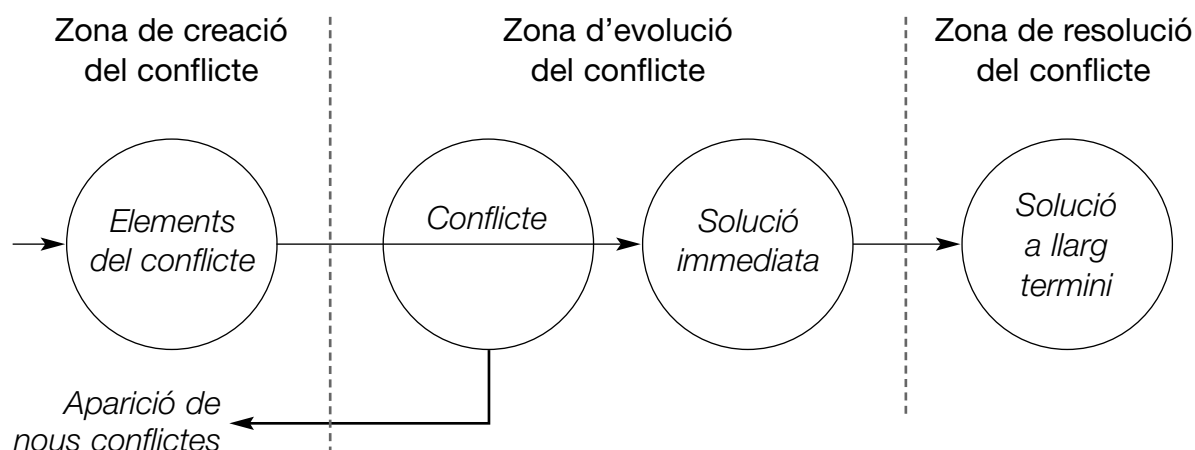 Zona de creació
del conflicte
Zona d’evolució
del conflicte
Zona de resolució
del conflicte
Elements
del conflicte
Conflicte
Solució
immediata
Solució
a llarg
termini
Aparició de
nous conflictes